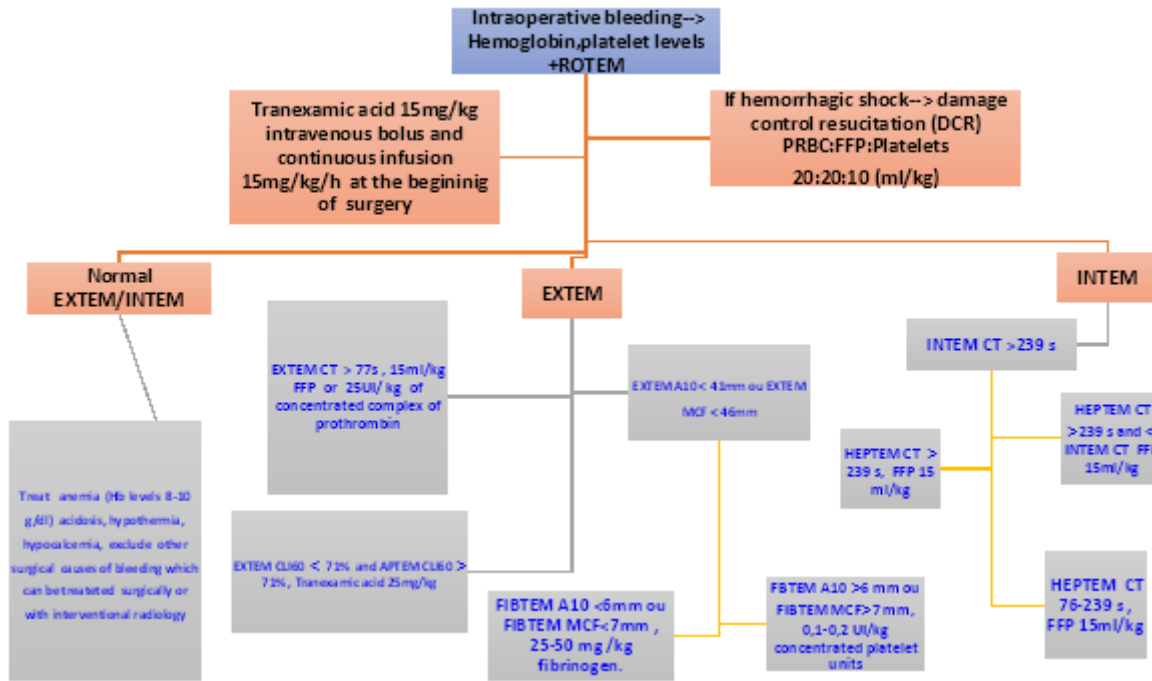 Intraoperative bleeding-->
Hemoglobin,platelet levels
+ROTEM
Tranexamic acid 15mg/kg
intravenous bolus and
continuous infusion
15mg/kg/h at the begininig
of surgery
If hemorrhagic shock--> damage
control resucitation (DCR)
PRBC:FFP:Platelets
20:20:10 (ml/kg)
Normal
EXTEM/INTEM
EXTEM
INTEM
EXTEM CT > 77s , 15ml/kg
FFP or 25UI/ kg of
concentrated complex of
prothrombin
EXTEM A10< 41mm ou EXTEM
MCF < 46mm
INTEM CT >239 s
HEPTEM CT >
239 s, FFP 15
ml/kg
HEPTEM CT
>239 s and <
INTEM CT FF
15ml/kg
Treat anemia (Hb levels 8-10
g/dl) acidosis, hypothermia,
hypocalcemia, exclude other
surgical causes of bleeding which
can be treateted surgically or
with interventional radiology
EXTEM CLI60 < 71% and APTEM CLI60 >
71%, Tranexamic acid 25mg/kg
FIBTEM A10 <6mm ou
FIBTEM MCF<7mm ,
25-50 mg /kg
fibrinogen.
FBTEM A10 >6 mm ou
FIBTEM MCF>7mm,
0,1-0,2 UI/kg
concentrated platelet
units
HEPTEM CT
76-239 s ,
FFP 15ml/kg